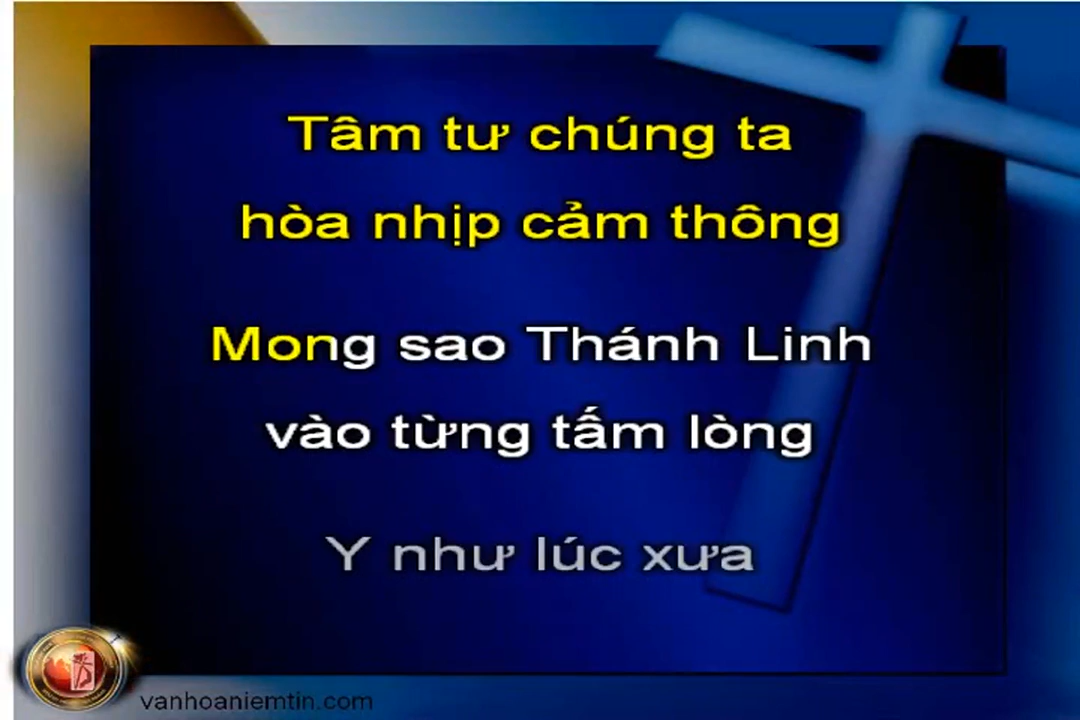 Tâm tư chúng ta
hòa nhịp cảm thông
Mong sao Thánh Linh
vào từng tấm lòng
Y như lúc xưa
vanhoaniemtin.com